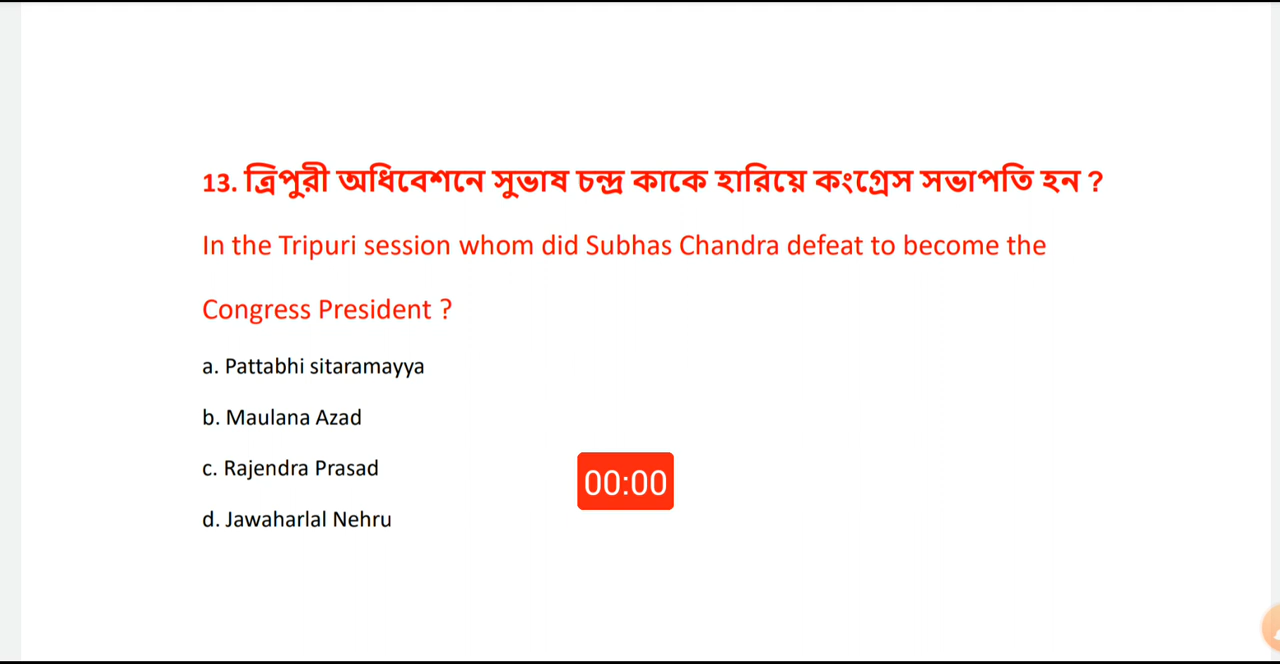 13. ত্রিপুরী অধিবেশনে সুভাষ চন্দ্র কাকে হারিয়ে কংগ্রেস সভাপতি হন ?
In the Tripuri session whom did Subhas Chandra defeat to become the
Congress President ?
a. Pattabhi sitaramayya
b. Maulana Azad
c. Rajendra Prasad
00:00
d. Jawaharlal Nehru